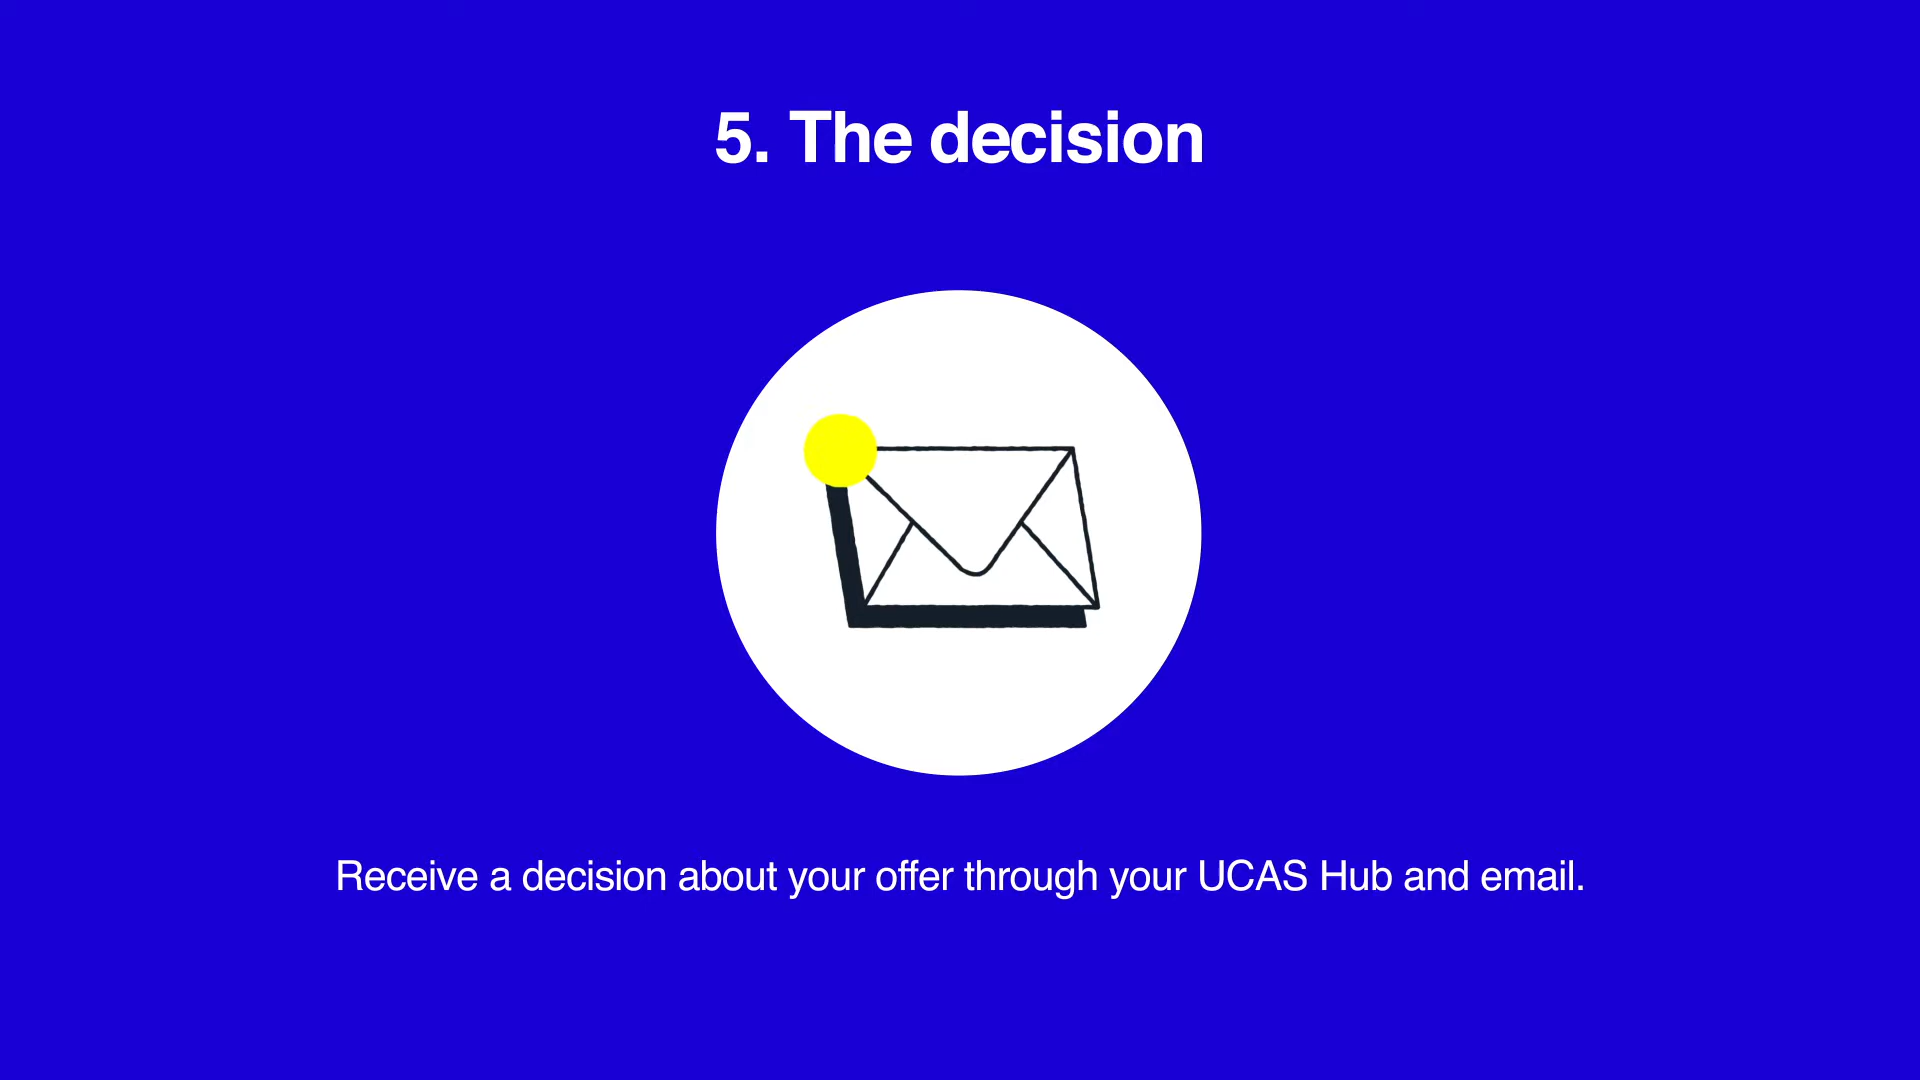 5. The decision
Receive a decision about your offer through your UCAS Hub and email.